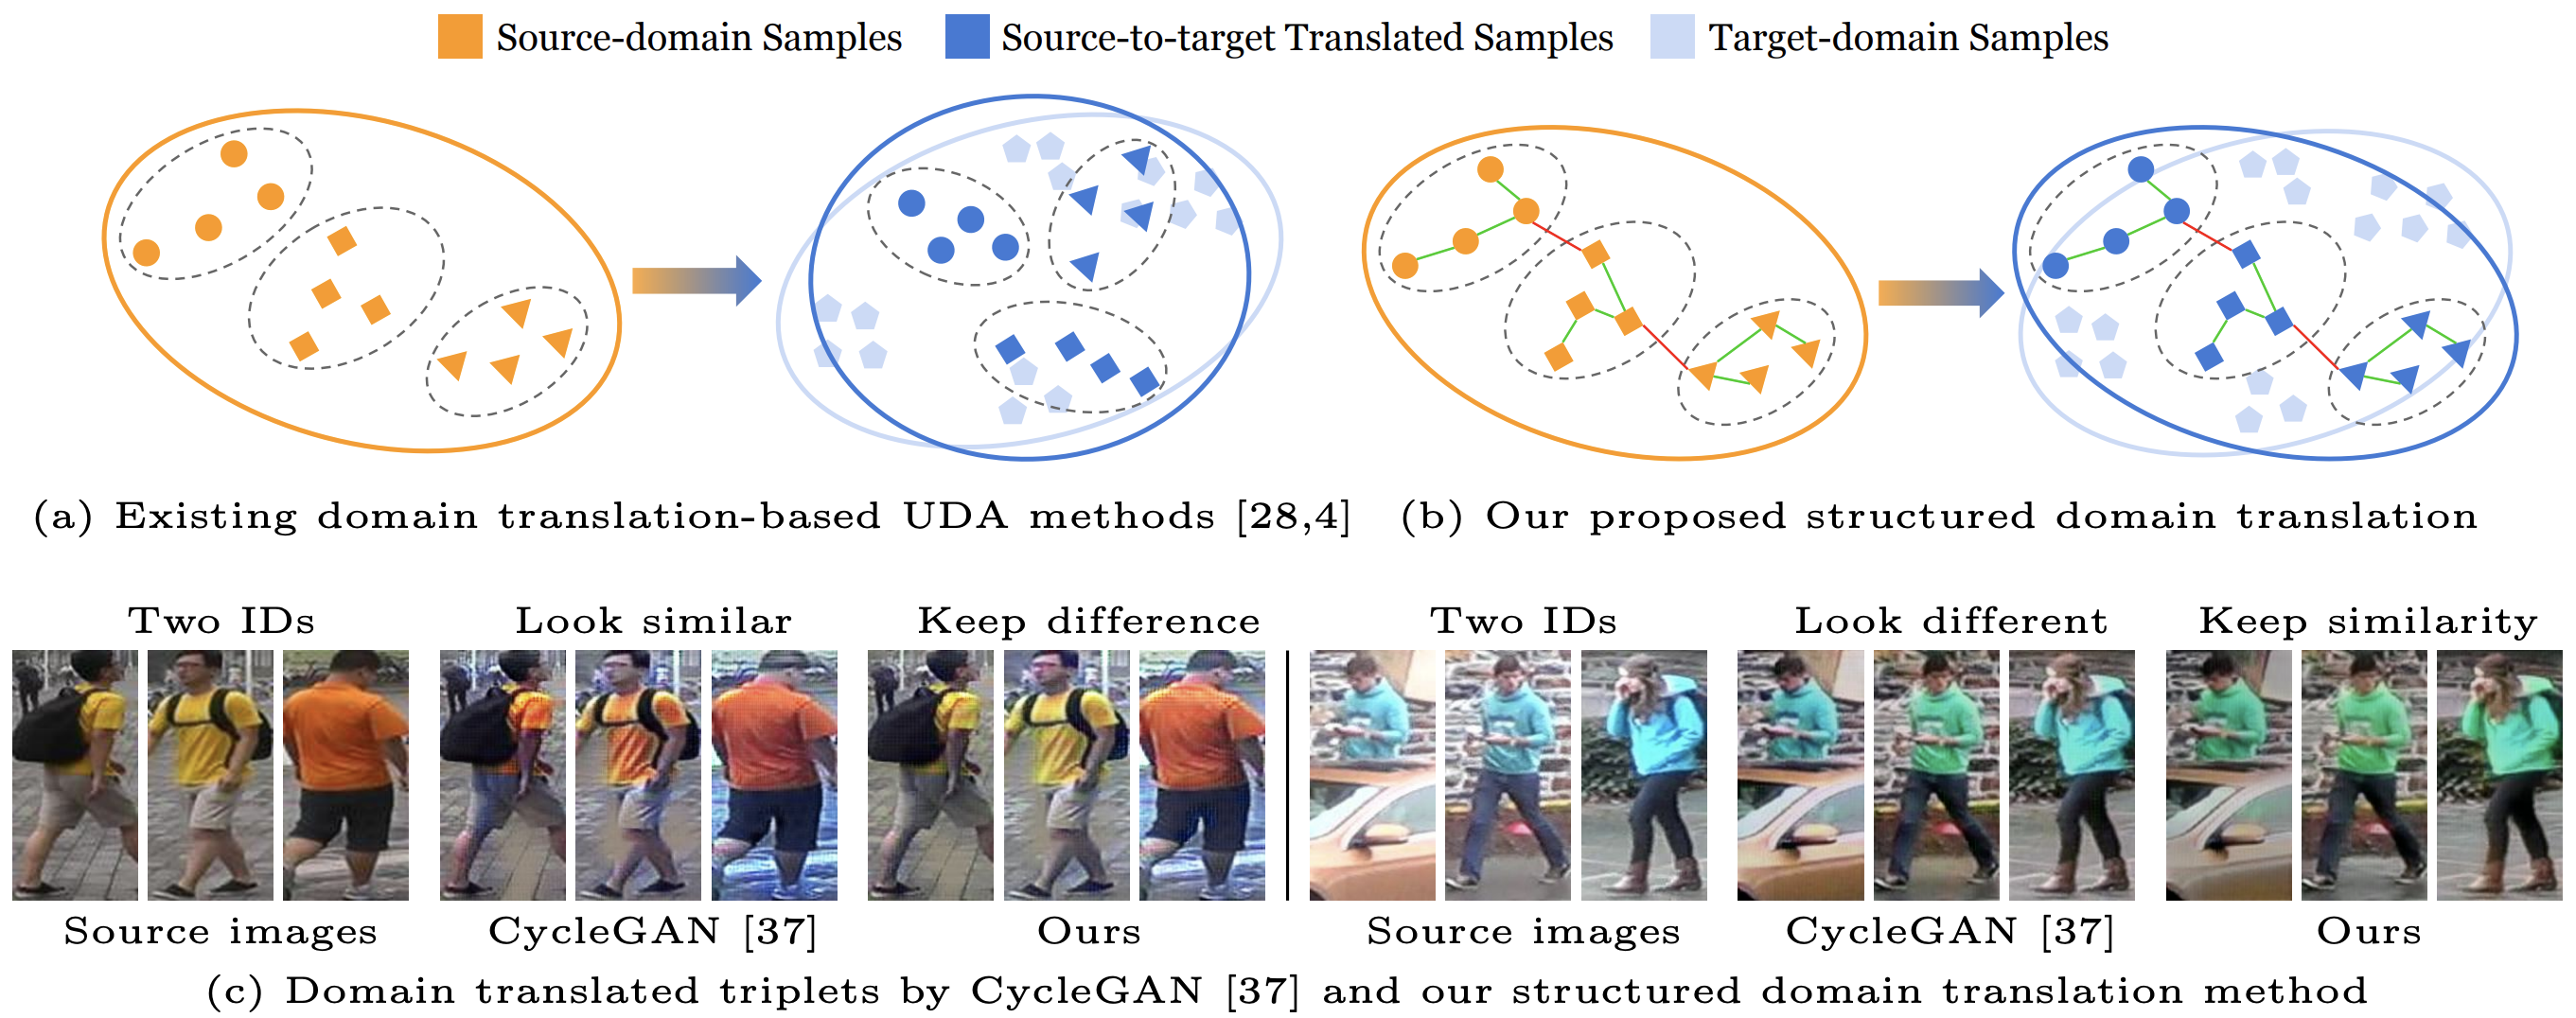 Source-domain Samples Source-to-target Translated Samples Target-domain Samples
(a) Existing domain translation-based UDA methods [28,4] (b) Our proposed structured domain translation
Two IDs Look similar Keep difference Two IDs Look different Keep similarity
Source images CycleGAN [37] Ours Source images CycleGAN [37] Ours
(c) Domain translated triplets by CycleGAN [37] and our structured domain translation method